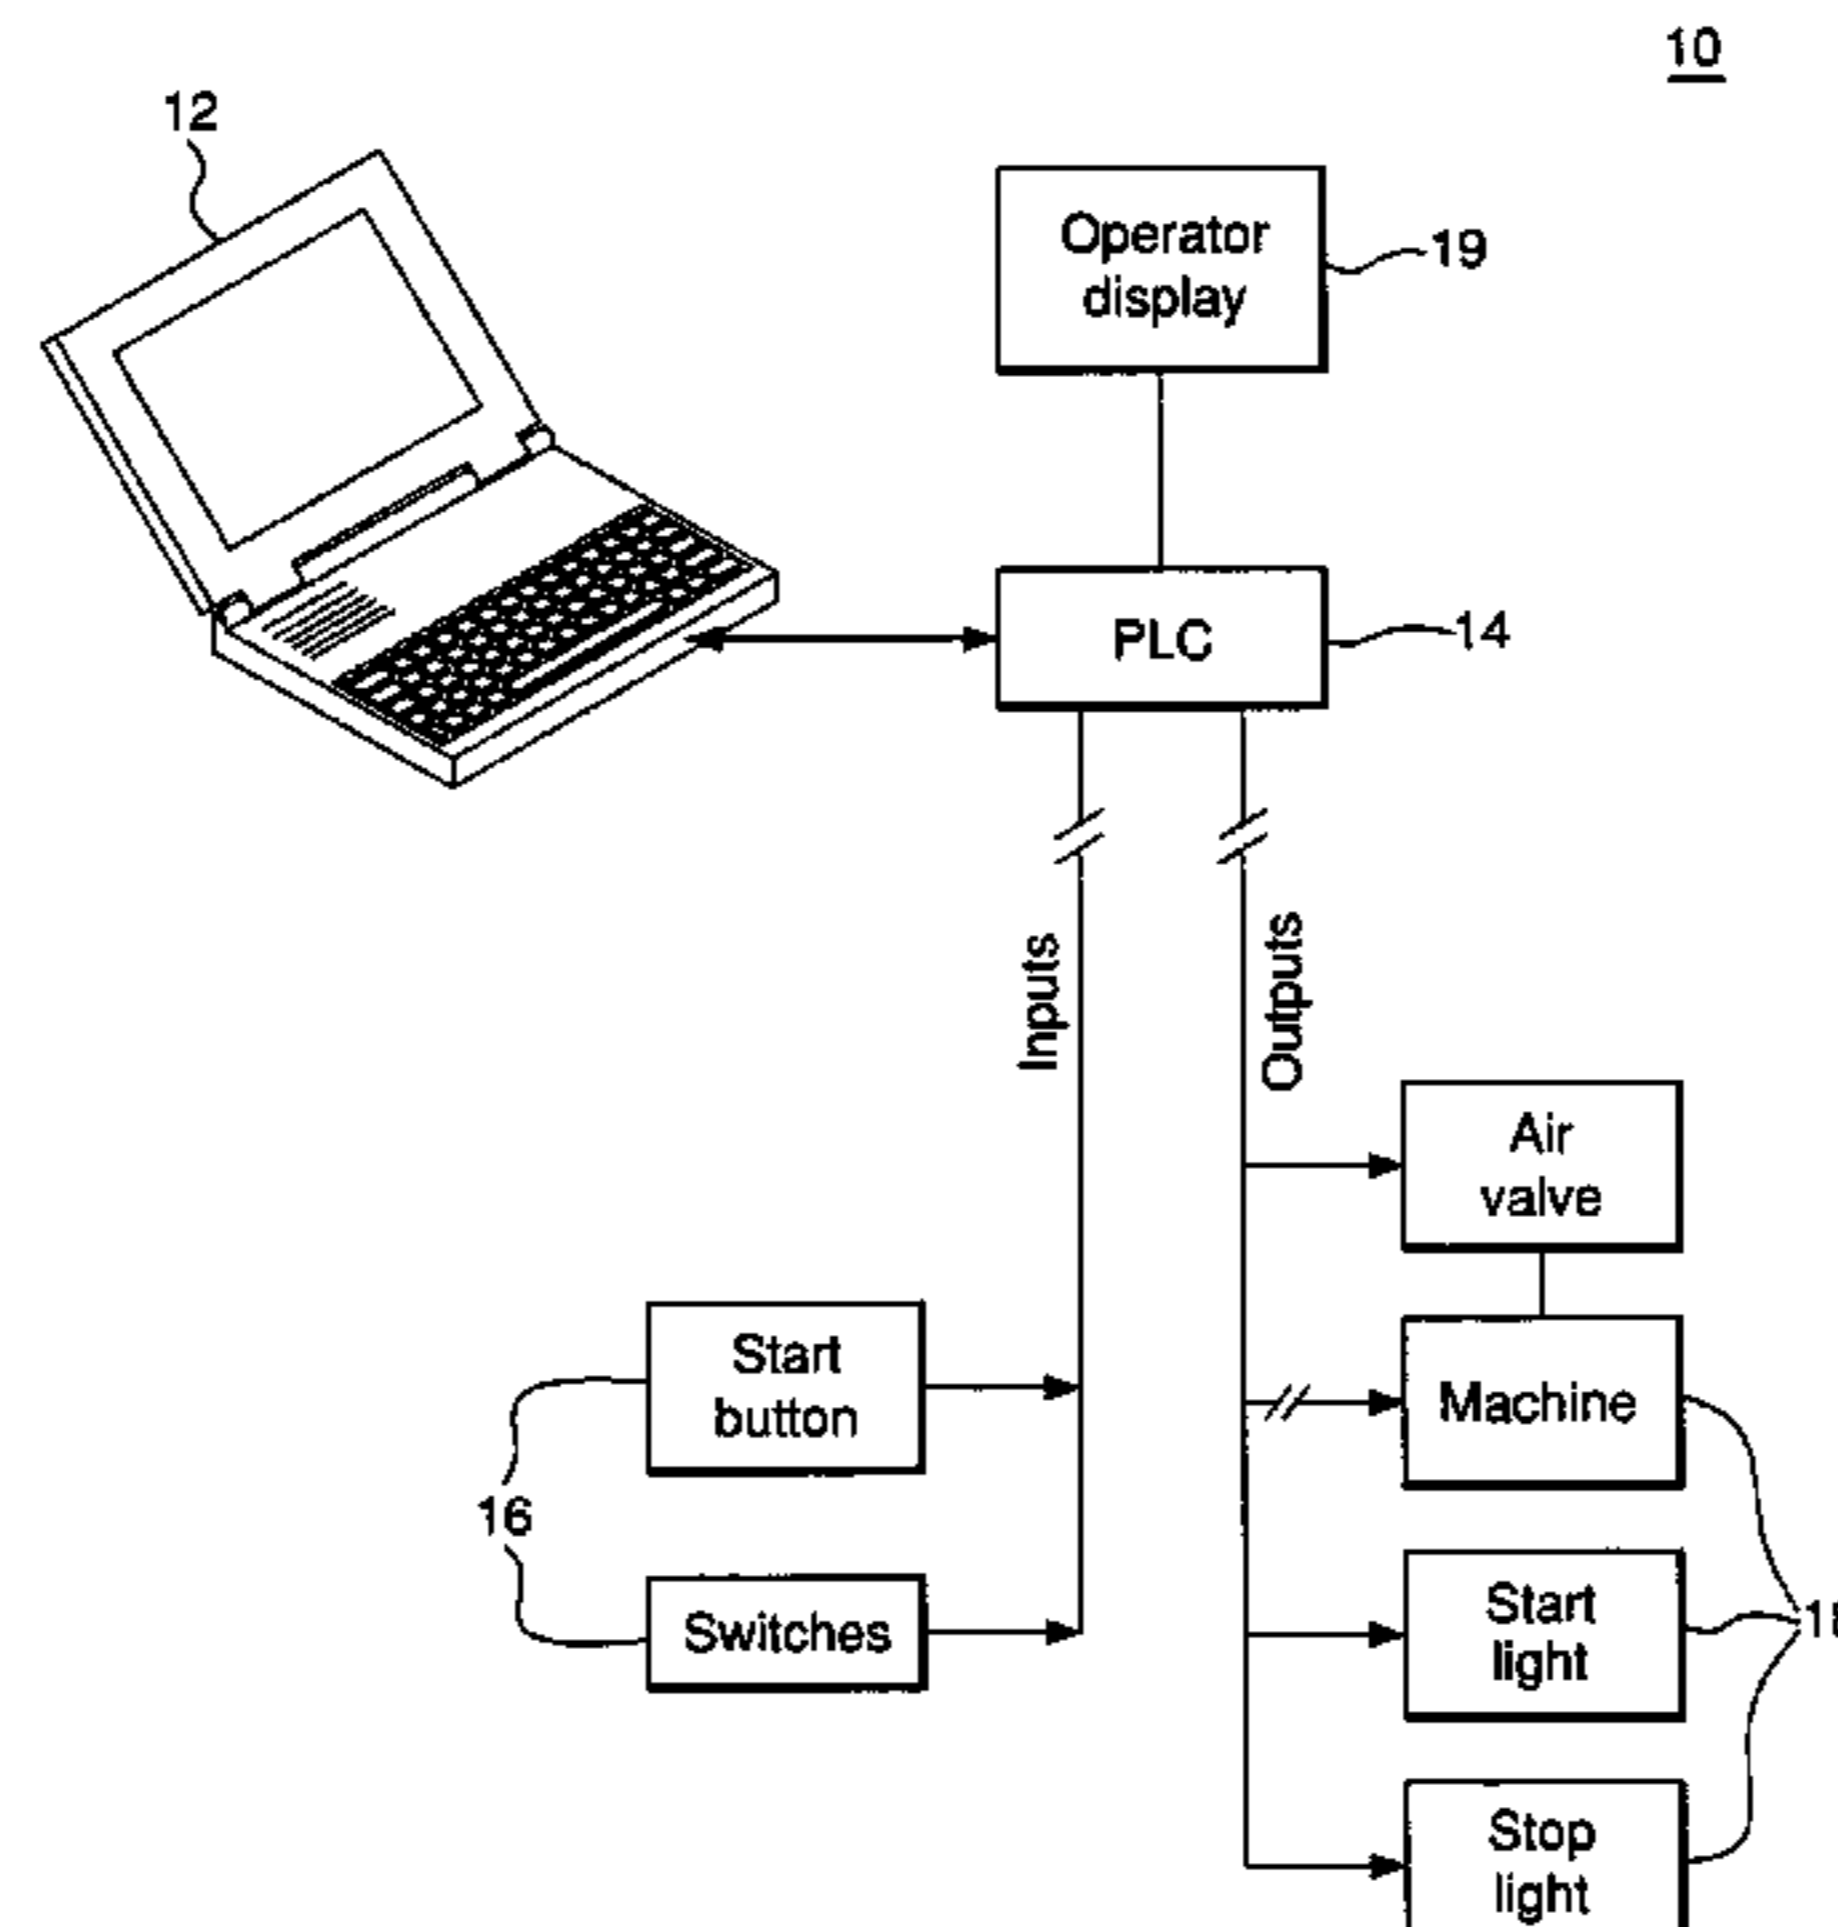 10
12
Operator
display
19
PLC
14
Inputs
Outputs
Air
valve
Start
button
Machine
16
Switches
Start
light
Stop
light